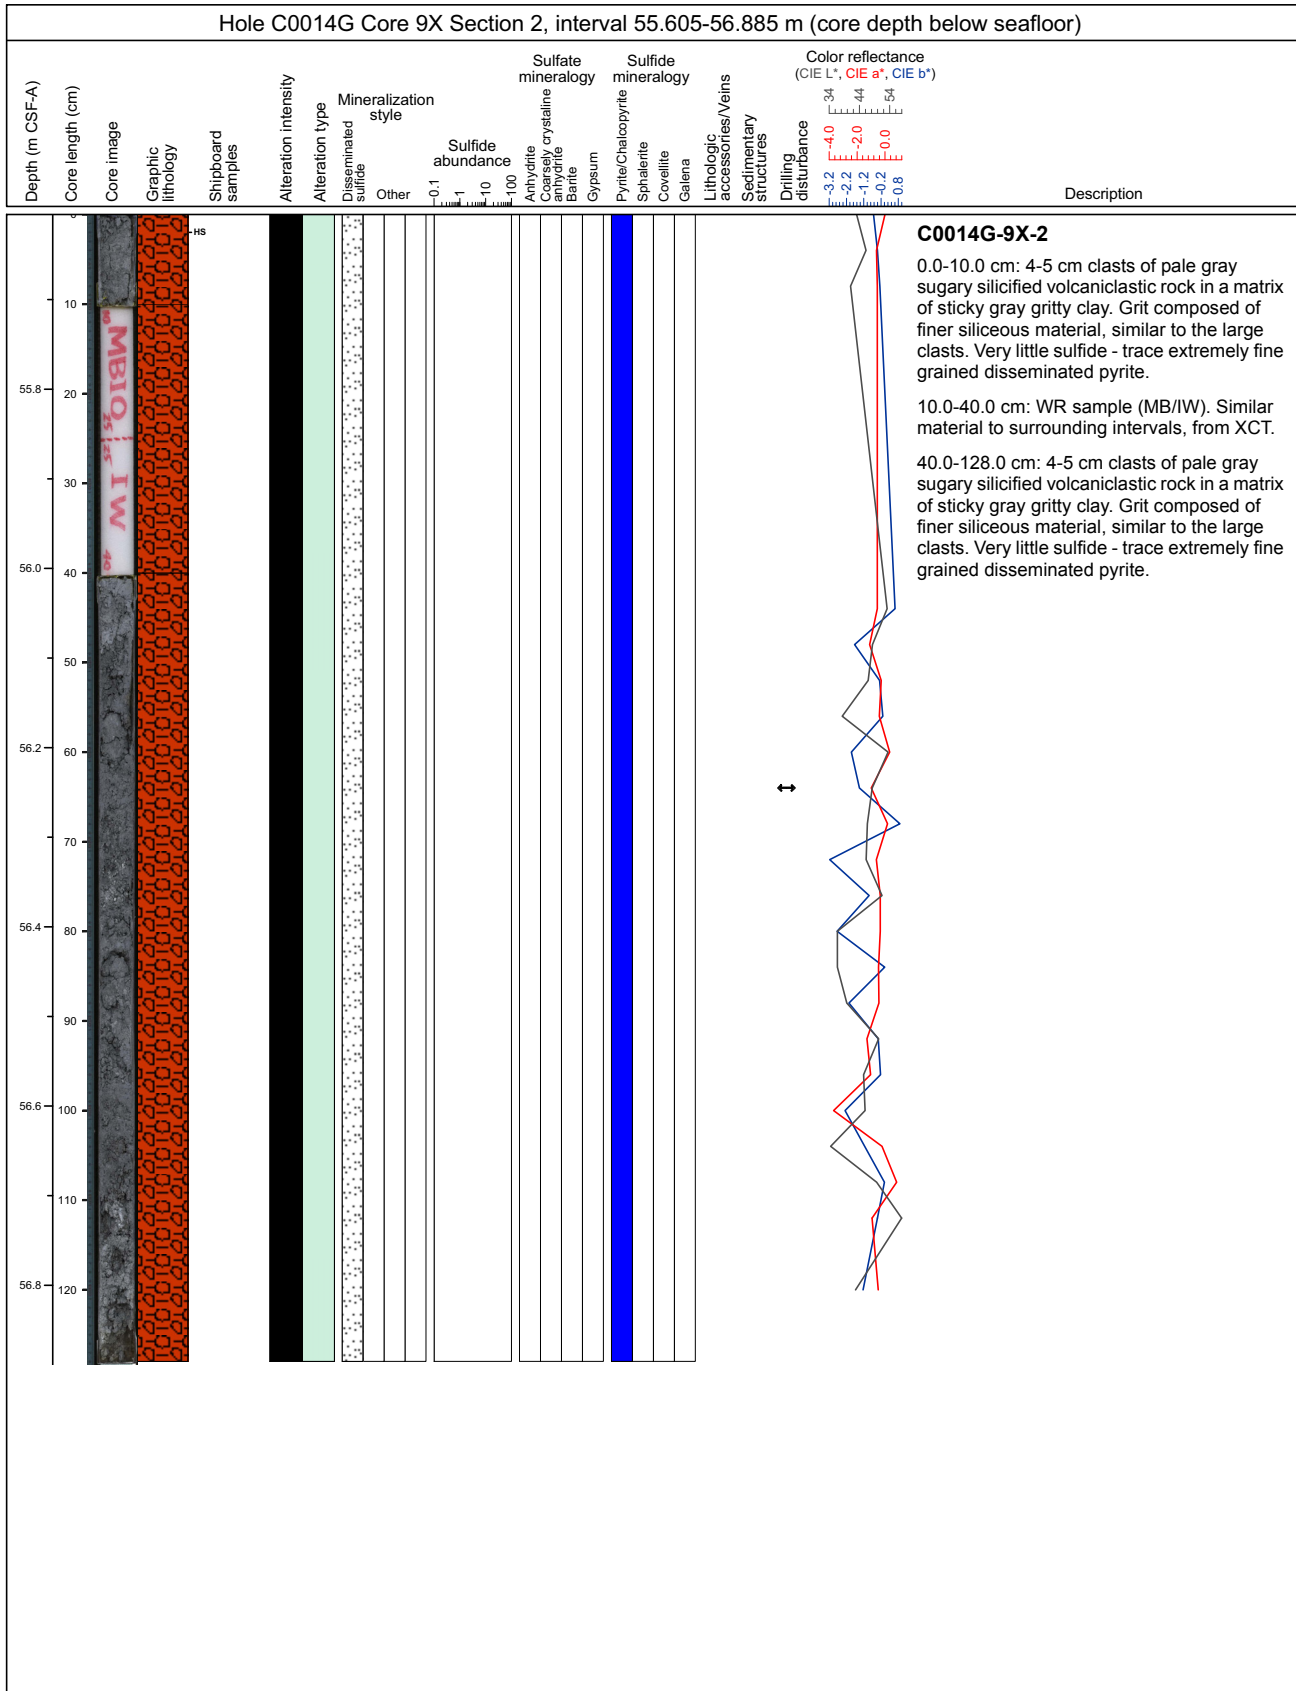 Hole C0014G Core 9X Section 2, interval 55.605-56.885 m (core depth below seafloor)
Depth (m CSF-A)
Core length (cm)
Core image
Graphic
lithology
Shipboard
samples
Alteration intensity
Alteration type
Mineralization
style
Disseminated
sulfide
Other
Sulfide
abundance
0.1
1
10
100
Sulfate
mineralogy
Anhydrite
Coarsely crystaline
anhydrite
Barite
Gypsum
Sulfide
mineralogy
Pyrite/Chalcopyrite
Sphalerite
Covellite
Galena
Lithologic
accessories/Veins
Sedimentary
structures
Drilling
disturbance
Color reflectance
(CIE L*, CIE a*, CIE b*)
34 44 54
-4.0 -2.0 0.0
-3.2 -2.2 -1.2 -0.2 0.8
Description
55.8
56.0
56.2
56.4
56.6
56.8
0
10
20
30
40
50
60
70
80
90
100
110
120
HS
10
MBIO
25 25
IW
40
C0014G-9X-2
0.0-10.0 cm: 4-5 cm clasts of pale gray
sugary silicified volcaniclastic rock in a matrix
of sticky gray gritty clay. Grit composed of
finer siliceous material, similar to the large
clasts. Very little sulfide - trace extremely fine
grained disseminated pyrite.
10.0-40.0 cm: WR sample (MB/IW). Similar
material to surrounding intervals, from XCT.
40.0-128.0 cm: 4-5 cm clasts of pale gray
sugary silicified volcaniclastic rock in a matrix
of sticky gray gritty clay. Grit composed of
finer siliceous material, similar to the large
clasts. Very little sulfide - trace extremely fine
grained disseminated pyrite.